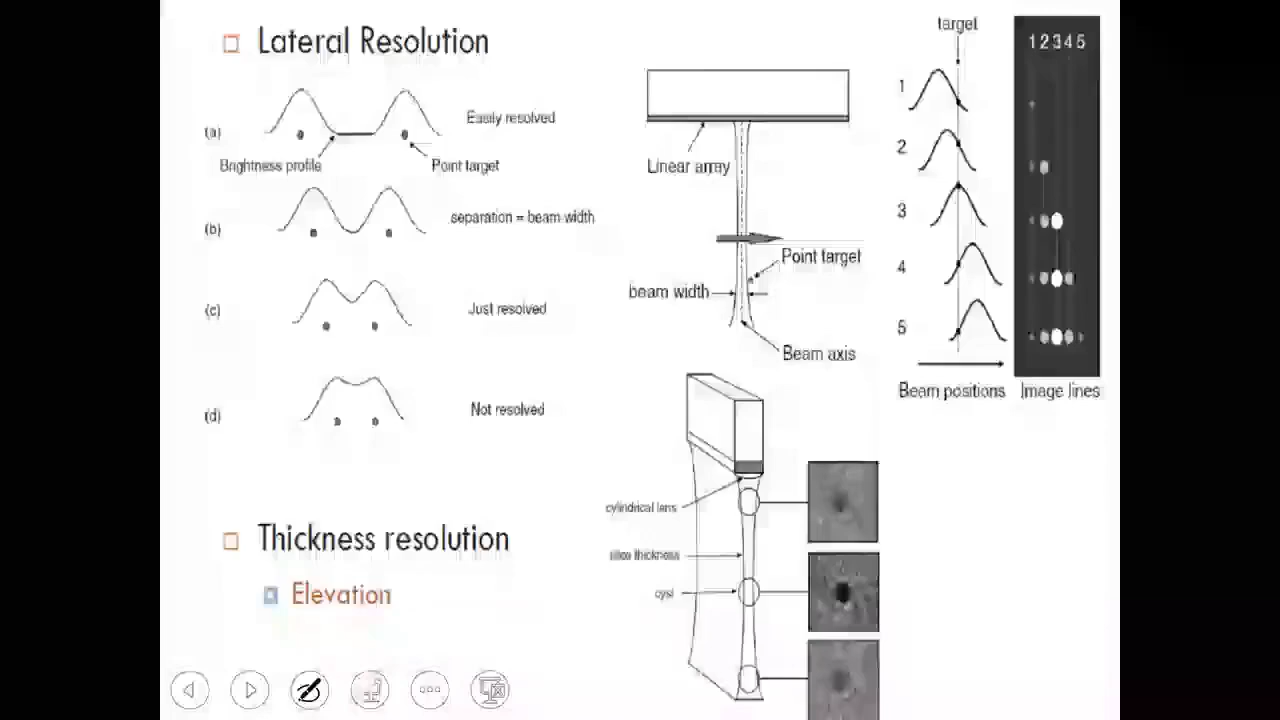 Lateral Resolution
(a)
Easily resolved
Brightness profile
Point target
(b)
separation = beam width
(c)
Just resolved
(d)
Not resolved
Thickness resolution
Elevation
Linear array
Point target
beam width
Beam axis
cylindrical lens
slice thickness
cyst
target
1
2
3
4
5
Beam positions
1 2 3 4 5
Image lines